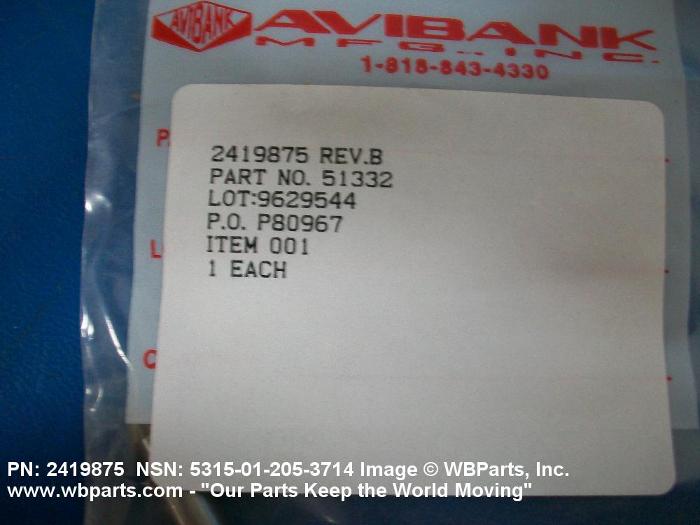 AVIBANK
AVIBANK
MFG., INC.
1-818-843-4330
2419875 REV.B
PART NO. 51332
LOT:9629544
P.O. P80967
ITEM 001
1 EACH
PN: 2419875 NSN: 5315-01-205-3714 Image © WBParts, Inc.
www.wbparts.com - "Our Parts Keep the World Moving"